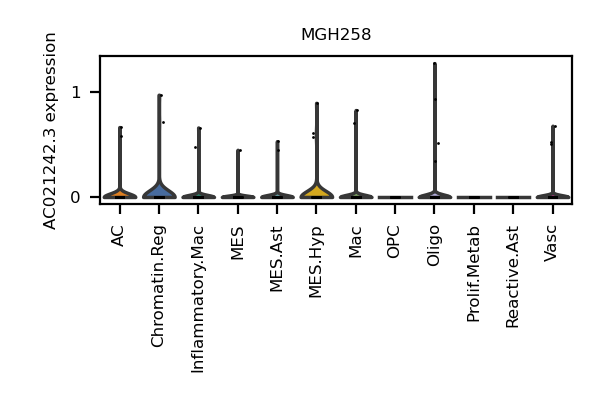 MGH258
AC021242.3 expression
1
0
AC
Chromatin.Reg
Inflammatory.Mac
MES
MES.Ast
MES.Hyp
Mac
OPC
Oligo
Prolif.Metab
Reactive.Ast
Vasc